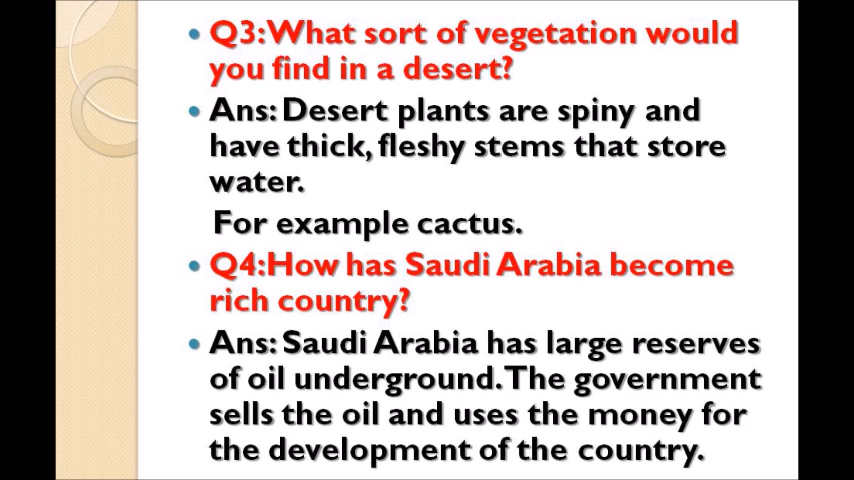 Q3:What sort of vegetation would
you find in a desert?
Ans: Desert plants are spiny and
have thick, fleshy stems that store
water.
For example cactus.
Q4:How has Saudi Arabia become
rich country?
Ans: Saudi Arabia has large reserves
of oil underground. The government
sells the oil and uses the money for
the development of the country.